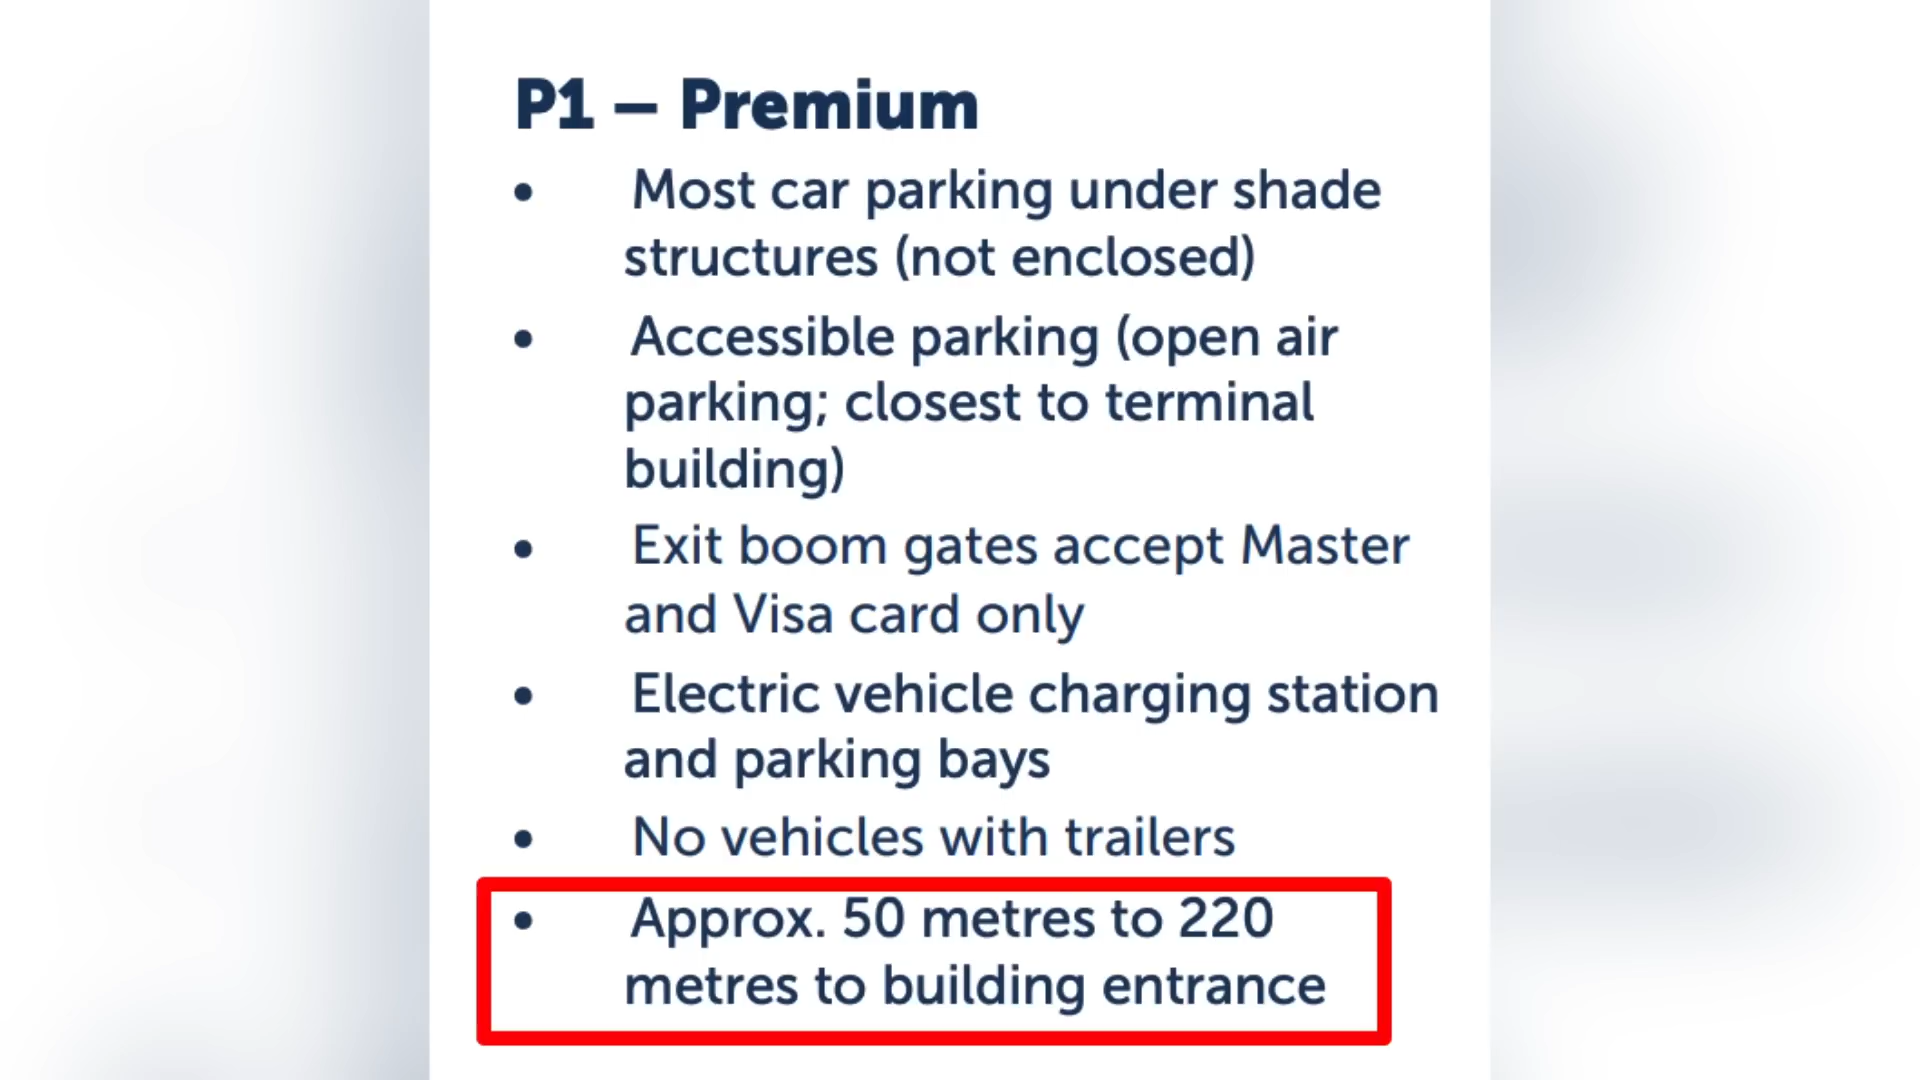 P1 – Premium
• Most car parking under shade
structures (not enclosed)
• Accessible parking (open air
parking; closest to terminal
building)
• Exit boom gates accept Master
and Visa card only
• Electric vehicle charging station
and parking bays
• No vehicles with trailers
• Approx. 50 metres to 220
metres to building entrance